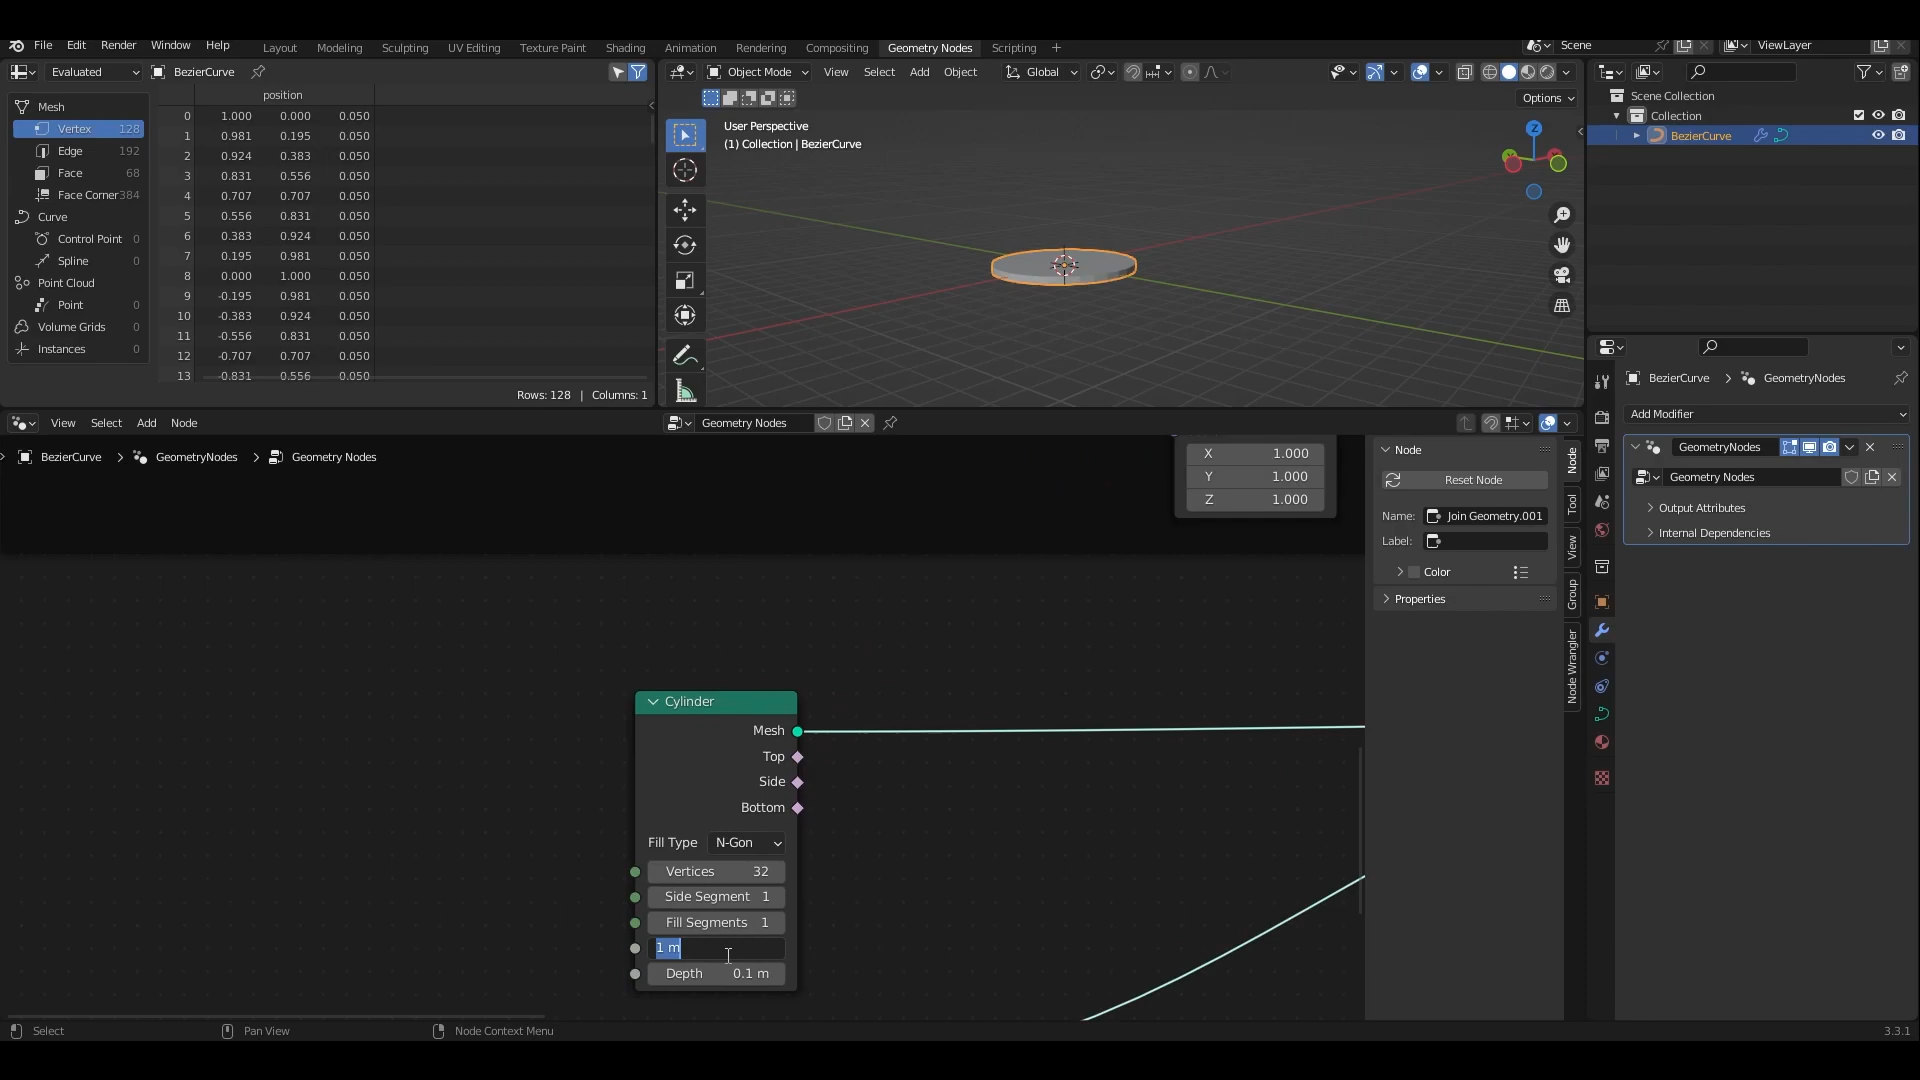 File Edit Render Window Help Layout Modeling Sculpting UV Editing Texture Paint Shading Animation Rendering Compositing Geometry Nodes Scripting + Scene ViewLayer
Evaluated BezierCurve
Object Mode View Select Add Object Global
Options
position
Mesh
Vertex 128
Edge 192
Face 68
Face Corner 384
Curve
Control Point 0
Spline 0
Point Cloud
Point 0
Volume Grids 0
Instances 0
0 1.000 0.000 0.050
1 0.981 0.195 0.050
2 0.924 0.383 0.050
3 0.831 0.556 0.050
4 0.707 0.707 0.050
5 0.556 0.831 0.050
6 0.383 0.924 0.050
7 0.195 0.981 0.050
8 0.000 1.000 0.050
9 -0.195 0.981 0.050
10 -0.383 0.924 0.050
11 -0.556 0.831 0.050
12 -0.707 0.707 0.050
13 -0.831 0.556 0.050
Rows: 128 | Columns: 1
User Perspective
(1) Collection | BezierCurve
Z
Scene Collection
Collection
BezierCurve
BezierCurve > GeometryNodes
Add Modifier
GeometryNodes
Geometry Nodes
Output Attributes
Internal Dependencies
View Select Add Node Geometry Nodes
BezierCurve > GeometryNodes > Geometry Nodes
X 1.000
Y 1.000
Z 1.000
Node
Reset Node
Name: Join Geometry.001
Label:
Color
Properties
Node
Tool
View
Group
Node Wrangler
Cylinder
Mesh
Top
Side
Bottom
Fill Type N-Gon
Vertices 32
Side Segment 1
Fill Segments 1
1 m
Depth 0.1 m
Select Pan View Node Context Menu 3.3.1